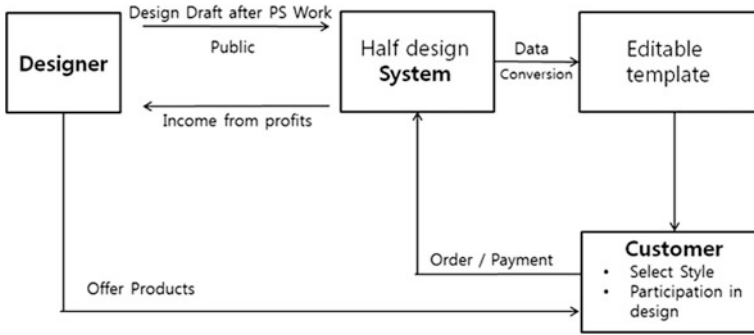 Design Draft after PS Work
Public
Designer
Income from profits
Half design
System
Data
Conversion
Editable
template
Customer
• Select Style
• Participation in
design
Order / Payment
Offer Products